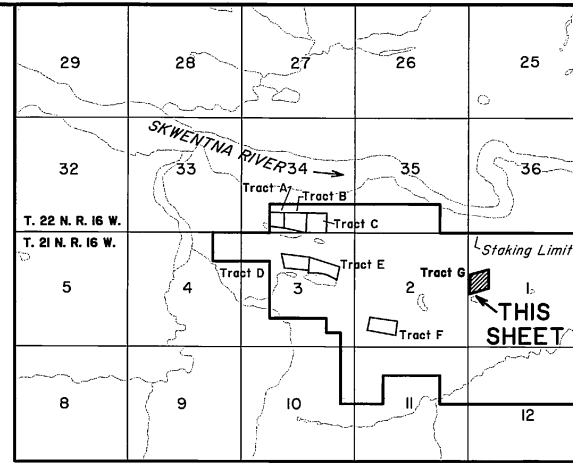 29 28 27 26 25
SKWENTNA RIVER
32 33 34 35 36
Tract A
Tract B
T. 22 N. R. 16 W.
Tract C
T. 21 N. R. 16 W.
Staking Limit
Tract D
Tract E
Tract G
5 4 3 2 1
THIS
SHEET
Tract F
8 9 10 11 12